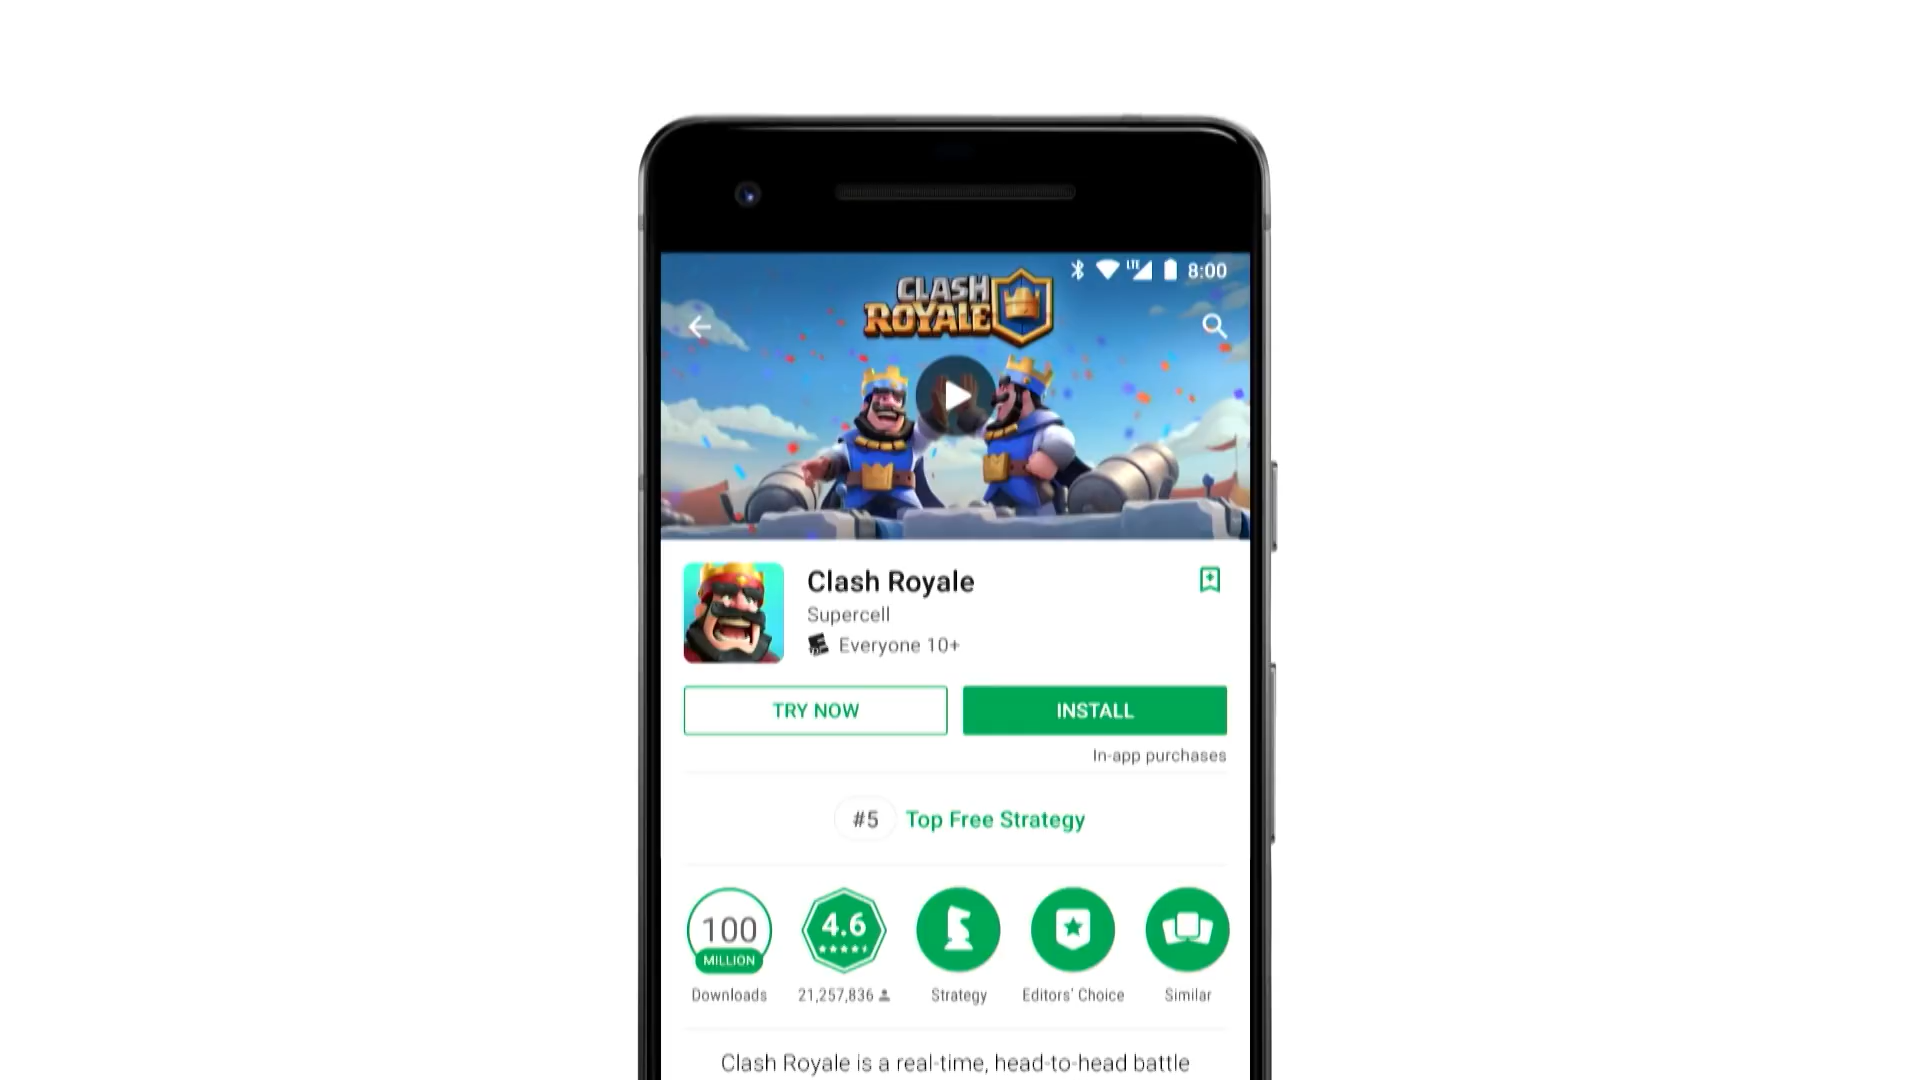 LTE 8:00
CLASH
ROYALE
Clash Royale
Supercell
Everyone 10+
TRY NOW
INSTALL
In-app purchases
#5 Top Free Strategy
100
MILLION
4.6
Downloads
21,257,836
Strategy
Editors' Choice
Similar
Clash Royale is a real-time, head-to-head battle